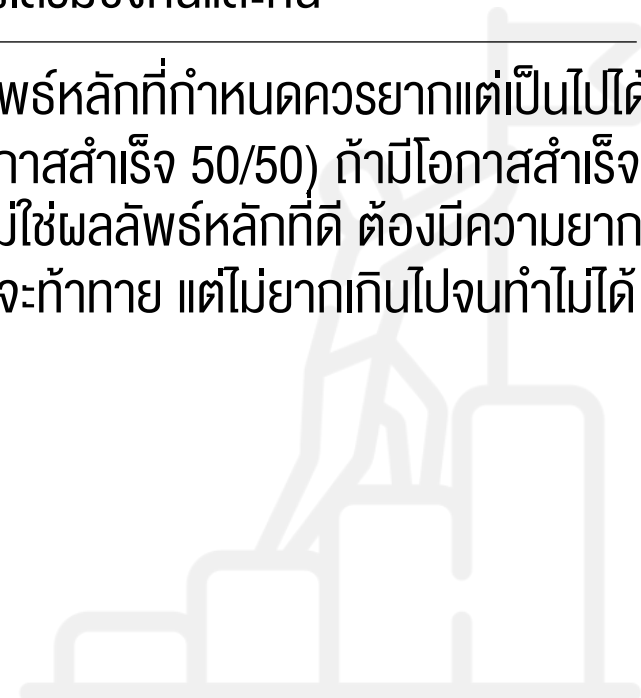 พธ์หลักที่กำหนดควรยากแต่เป็นไปได้
กาสสำเร็จ 50/50) ถ้ามีโอกาสสำเร็จ
ม่ใช่ผลลัพธ์หลักที่ดี ต้องมีความยาก
จะท้าทาย แต่ไม่ยากเกินไปจนทำไม่ได้